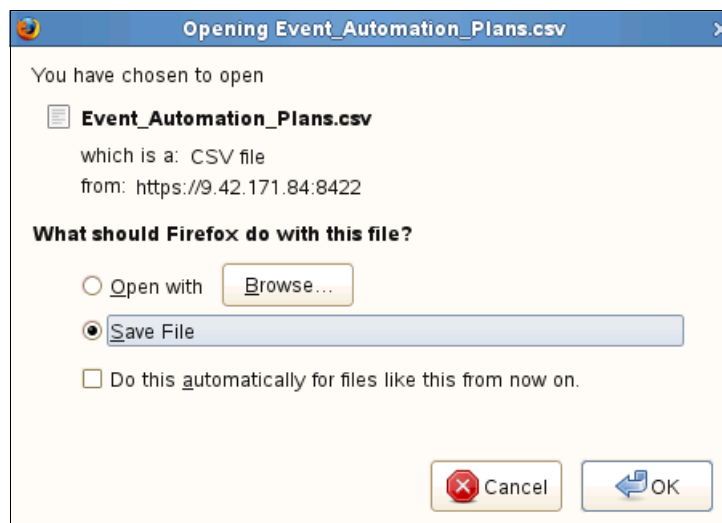 Opening Event_Automation_Plans.csv
You have chosen to open
Event_Automation_Plans.csv
which is a: CSV file
from: https://9.42.171.84:8422
What should Firefox do with this file?
Open with Browse...
Save File
Do this automatically for files like this from now on.
Cancel OK